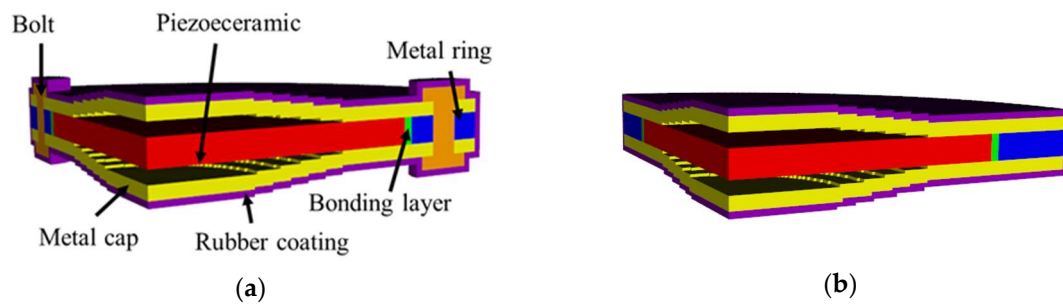 Bolt
Piezoeceramic
Metal ring
Bonding layer
Metal cap
Rubber coating
(a)
(b)